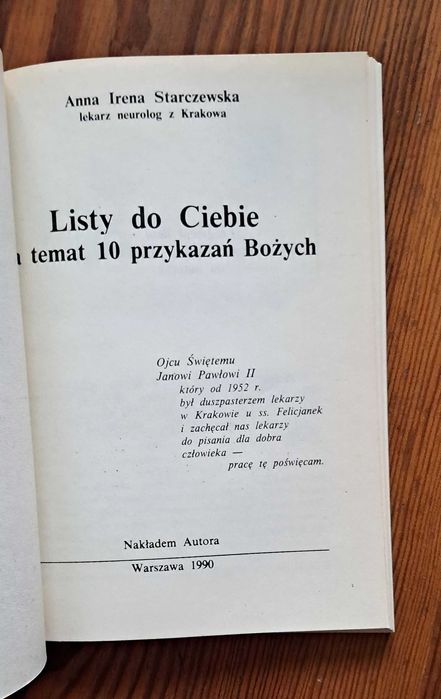 Anna Irena Starczewska
lekarz neurolog z Krakowa
Listy do Ciebie
temat 10 przykazań Bożych
Ojcu Świętemu
Janowi Pawłowi II
który od 1952 r.
był duszpasterzem lekarzy
w Krakowie u ss. Felicjanek
i zachęcał nas lekarzy
do pisania dla dobra
człowieka —
pracę tę poświęcam.
Nakładem Autora
Warszawa 1990